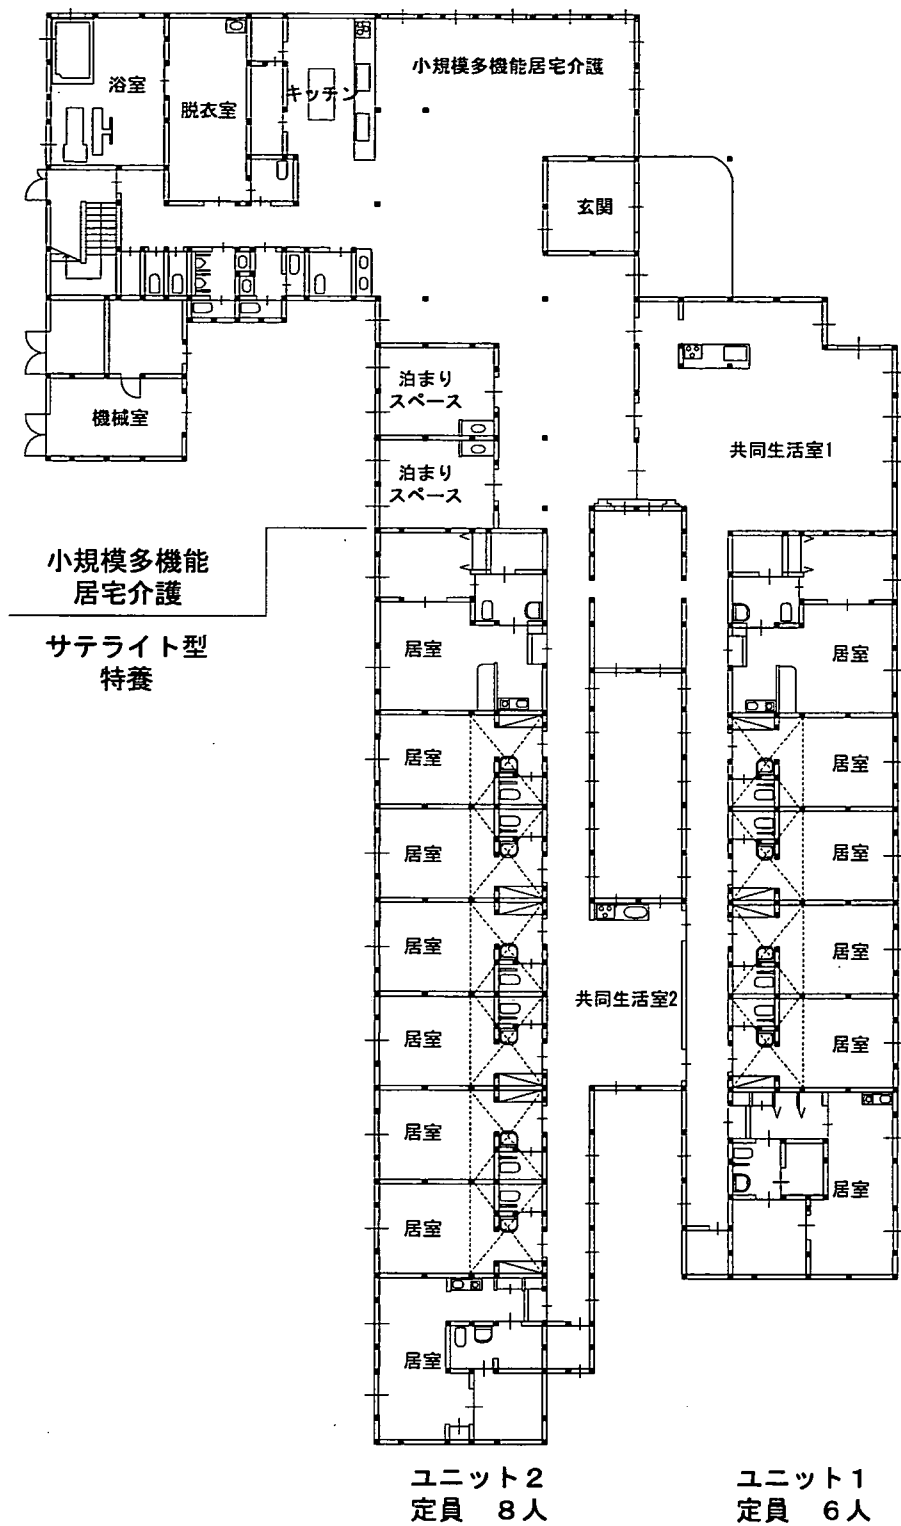 小規模多機能居宅介護
浴室
脱衣室
キッチン
玄関
泊まり
スペース
機械室
共同生活室1
泊まり
スペース
小規模多機能
居宅介護
サテライト型
特養
居室
居室
居室
居室
居室
居室
居室
居室
居室
居室
共同生活室2
居室
居室
居室
居室
ユニット2
定員 8人
ユニット1
定員 6人